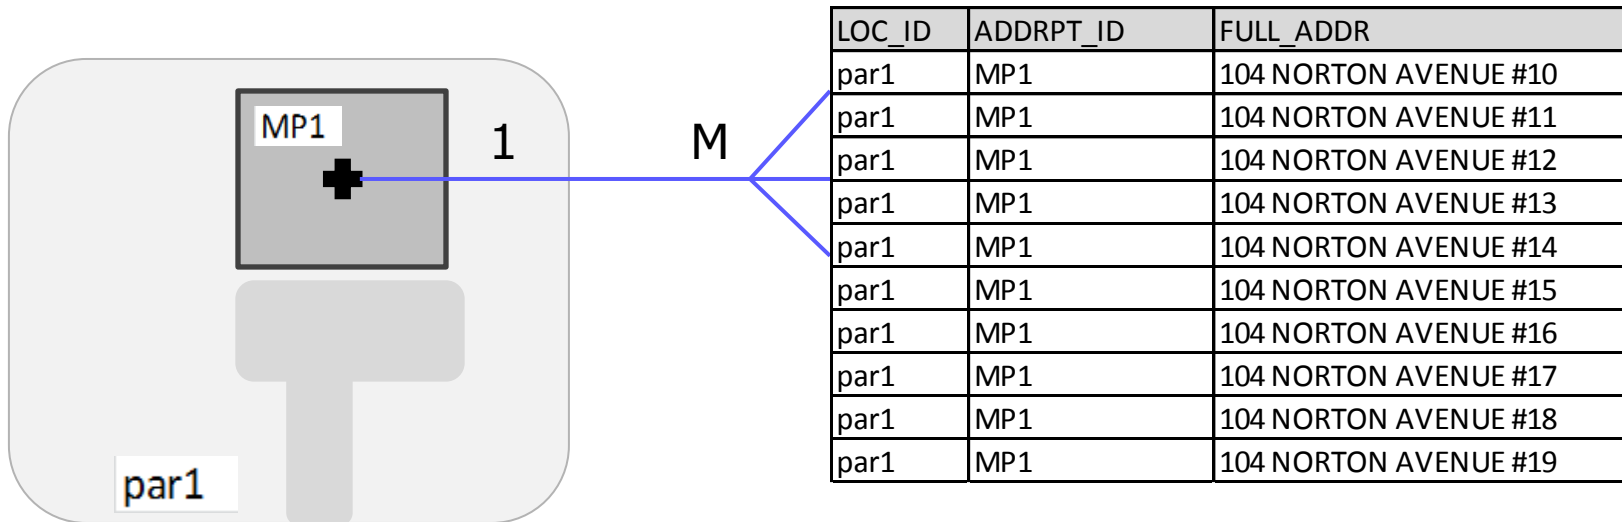 MP1
1
M
par1
LOC_ID ADDRPT_ID FULL_ADDR
par1 MP1 104 NORTON AVENUE #10
par1 MP1 104 NORTON AVENUE #11
par1 MP1 104 NORTON AVENUE #12
par1 MP1 104 NORTON AVENUE #13
par1 MP1 104 NORTON AVENUE #14
par1 MP1 104 NORTON AVENUE #15
par1 MP1 104 NORTON AVENUE #16
par1 MP1 104 NORTON AVENUE #17
par1 MP1 104 NORTON AVENUE #18
par1 MP1 104 NORTON AVENUE #19